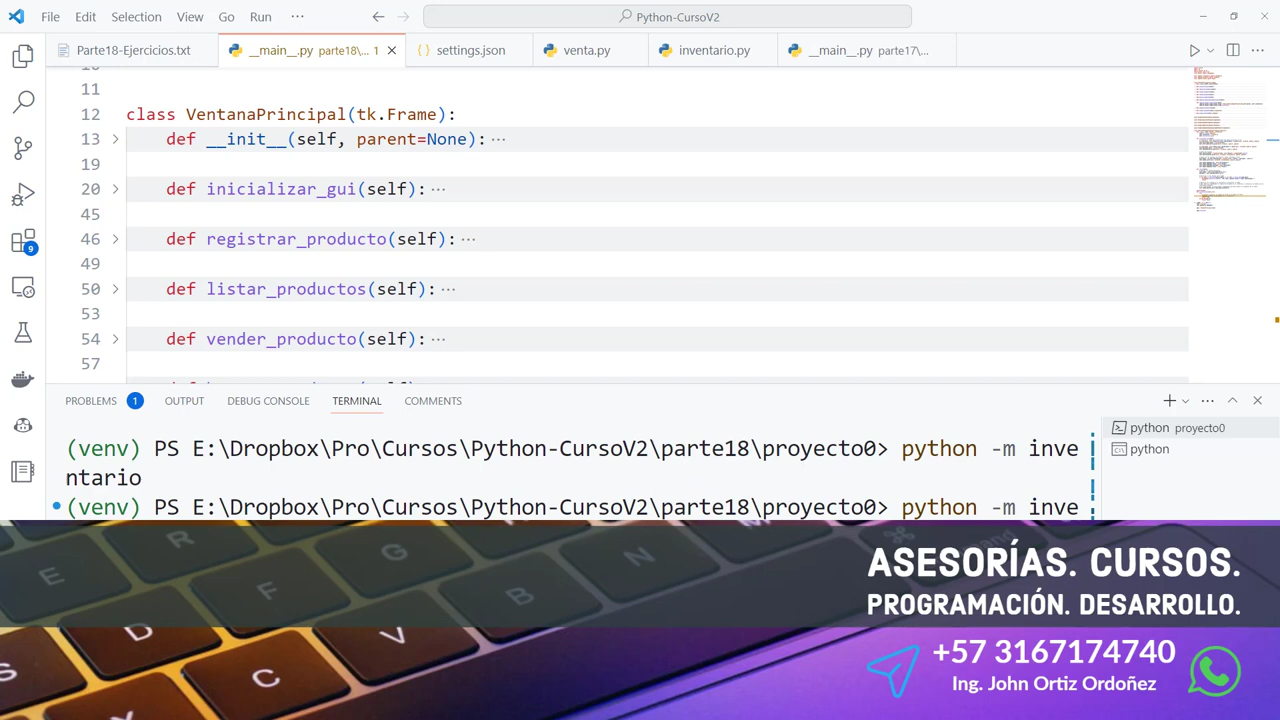 File Edit Selection View Go Run ··· Python-CursoV2
Parte18-Ejercicios.txt __main__.py parte18\... 1 settings.json venta.py inventario.py __main__.py parte17\...
11
12 class VentanaPrincipal(tk.Frame):
13 def __init__(self, parent=None):
19
20 def inicializar_gui(self):···
45
46 def registrar_producto(self):···
49
50 def listar_productos(self):···
53
54 def vender_producto(self):···
57
PROBLEMS 1 OUTPUT DEBUG CONSOLE TERMINAL COMMENTS
(venv) PS E:\Dropbox\Pro\Cursos\Python-CursoV2\parte18\proyecto0> python -m inve
ntario
(venv) PS E:\Dropbox\Pro\Cursos\Python-CursoV2\parte18\proyecto0> python -m inve
python proyecto0
python
9
ASESORÍAS. CURSOS.
PROGRAMACIÓN. DESARROLLO.
+57 3167174740
Ing. John Ortiz Ordoñez
E R F G H N B V C D